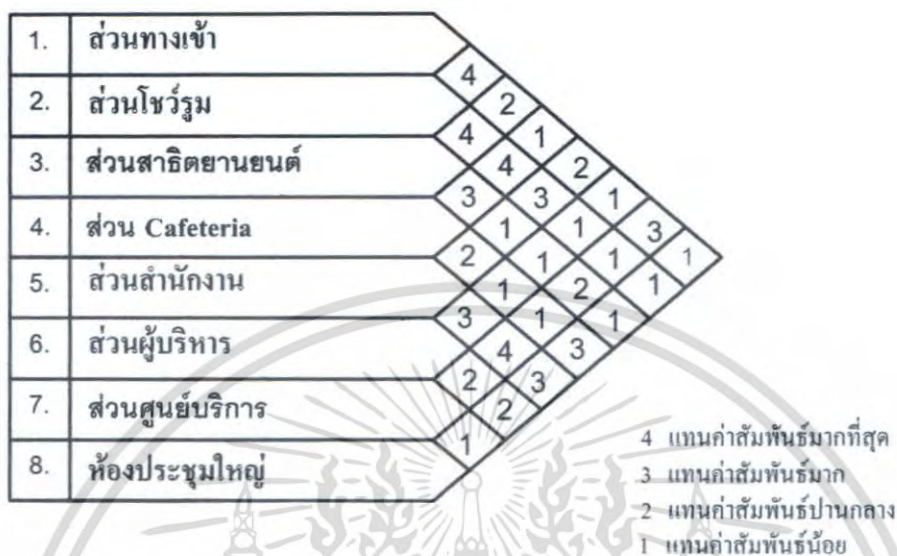 1. ส่วนทางเข้า
4
2. ส่วนโชว์รูม
2
4 1
3. ส่วนสาธิตยานยนต์
4 2
3 3 1
4. ส่วน Cafeteria
1 1 3
2 1 1 1
5. ส่วนสำนักงาน
1 2 1
3 1 1
6. ส่วนผู้บริหาร
4 3
2 3
7. ส่วนศูนย์บริการ
2
1
8. ห้องประชุมใหญ่
4 แทนค่าสัมพันธ์มากที่สุด
3 แทนค่าสัมพันธ์มาก
2 แทนค่าสัมพันธ์ปานกลาง
1 แทนค่าสัมพันธ์น้อย